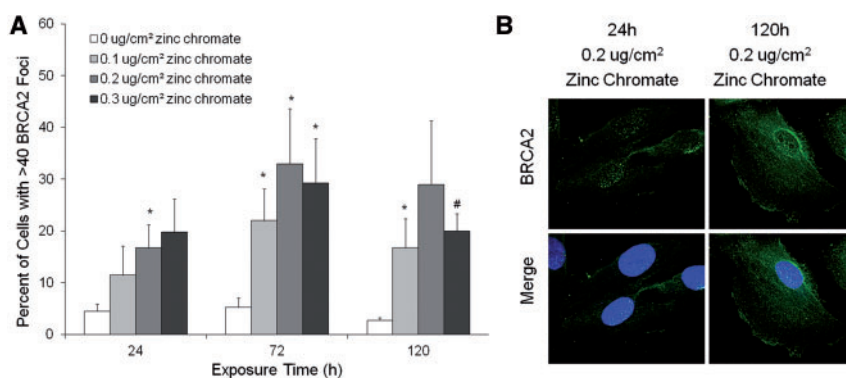 A
60
50
40
30
20
10
0
Percent of Cells with >40 BRCA2 Foci
0 ug/cm² zinc chromate
0.1 ug/cm² zinc chromate
0.2 ug/cm² zinc chromate
0.3 ug/cm² zinc chromate
*
*
*
*
*
#
24
72
120
Exposure Time (h)
B
24h
0.2 ug/cm²
Zinc Chromate
120h
0.2 ug/cm²
Zinc Chromate
BRCA2
Merge